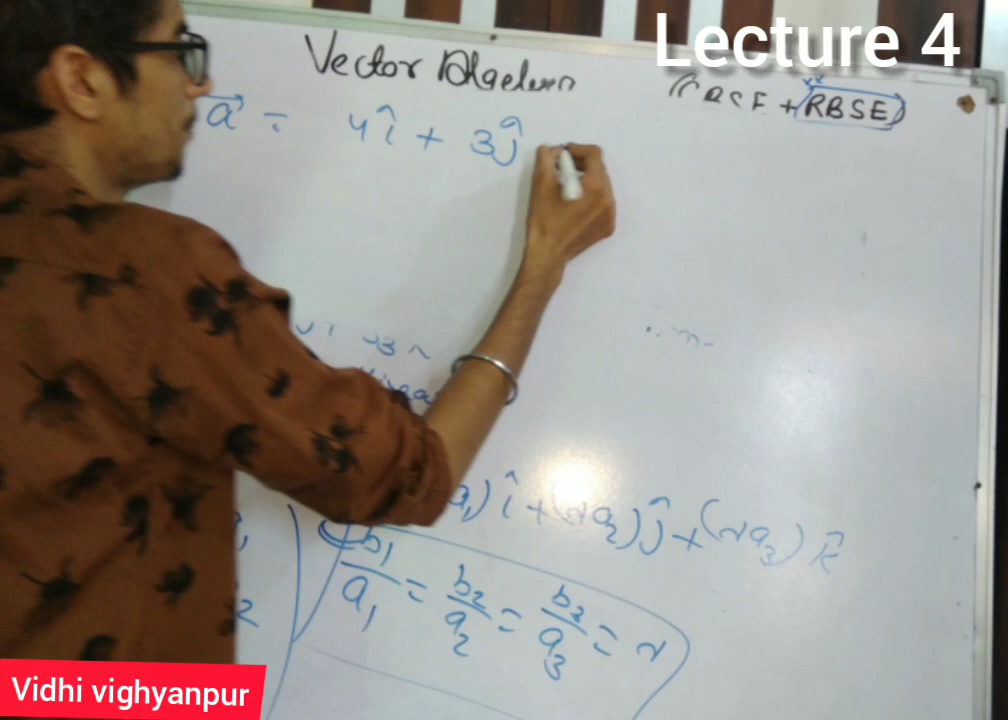 Lecture 4
Vector Algebra
CBSE + RBSE
a⃗ = 4î + 3ĵ
a₁) î + (λa₂) ĵ + (λa₃) k̂
b₁/a₁ = b₂/a₂ = b₃/a₃ = λ
Vidhi vighyanpur